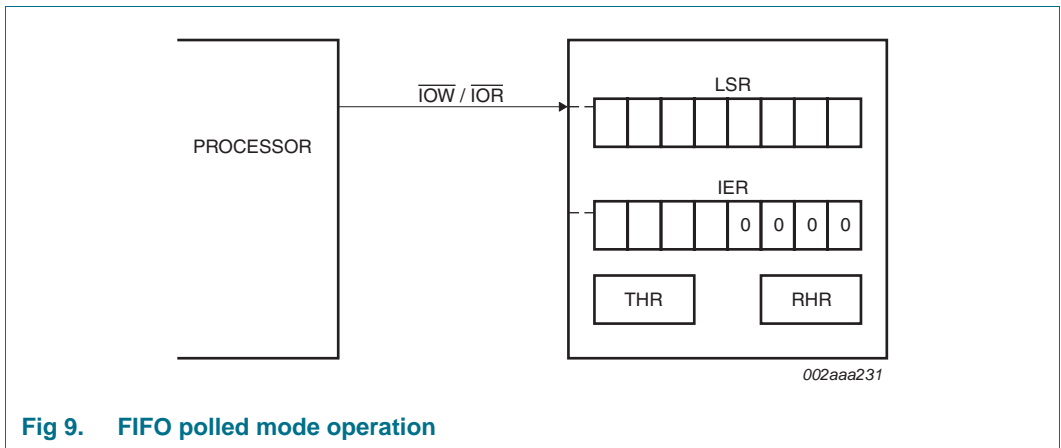 IOW / IOR
PROCESSOR
LSR
IER
0 0 0 0
THR RHR
002aaa231
Fig 9. FIFO polled mode operation